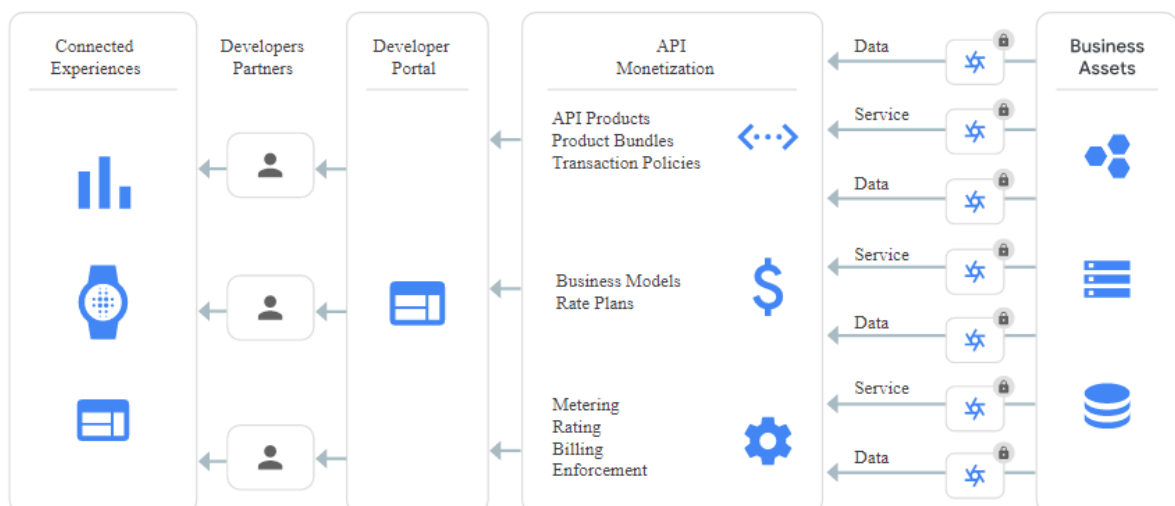 Connected
Experiences
Developers
Partners
Developer
Portal
API
Monetization
API Products
Product Bundles
Transaction Policies
Business Models
Rate Plans
Metering
Rating
Billing
Enforcement
Data
Service
Data
Service
Data
Service
Data
Business
Assets